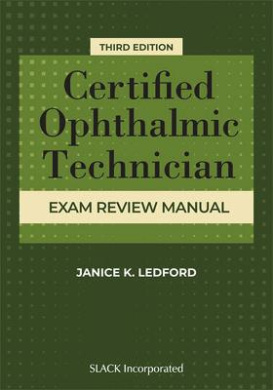 THIRD EDITION
Certified
Ophthalmic
Technician
EXAM REVIEW MANUAL
JANICE K. LEDFORD
SLACK Incorporated